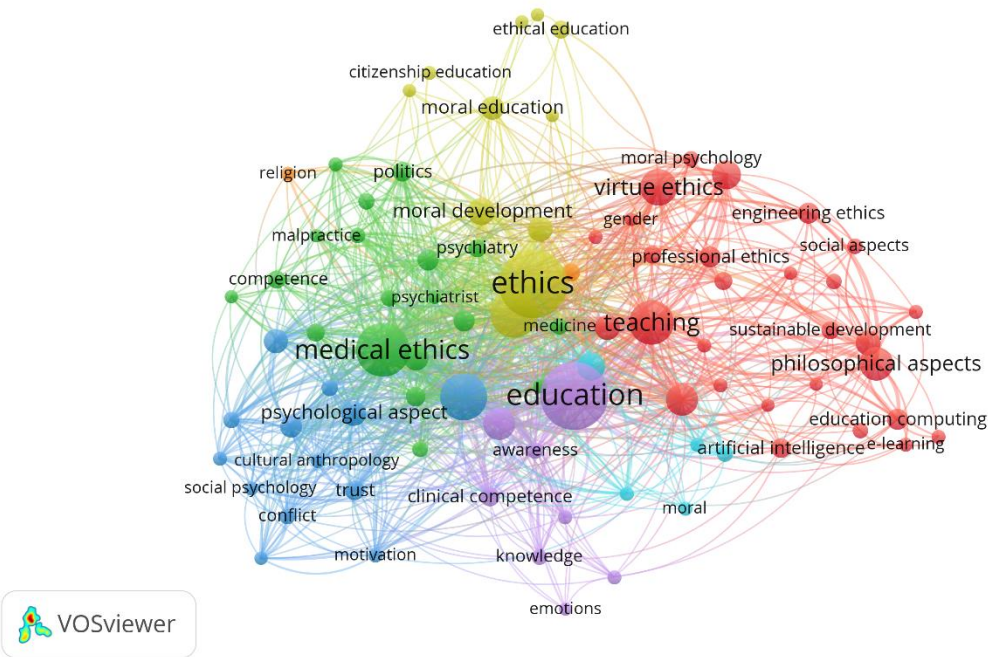 ethical education
citizenship education
moral education
moral psychology
religion
politics
virtue ethics
moral development
gender
engineering ethics
malpractice
psychiatry
social aspects
professional ethics
competence
ethics
psychiatrist
medicine
teaching
sustainable development
medical ethics
philosophical aspects
education
psychological aspect
education computing
awareness
artificial intelligence
e-learning
cultural anthropology
social psychology
trust
clinical competence
moral
conflict
motivation
knowledge
emotions
VOSviewer